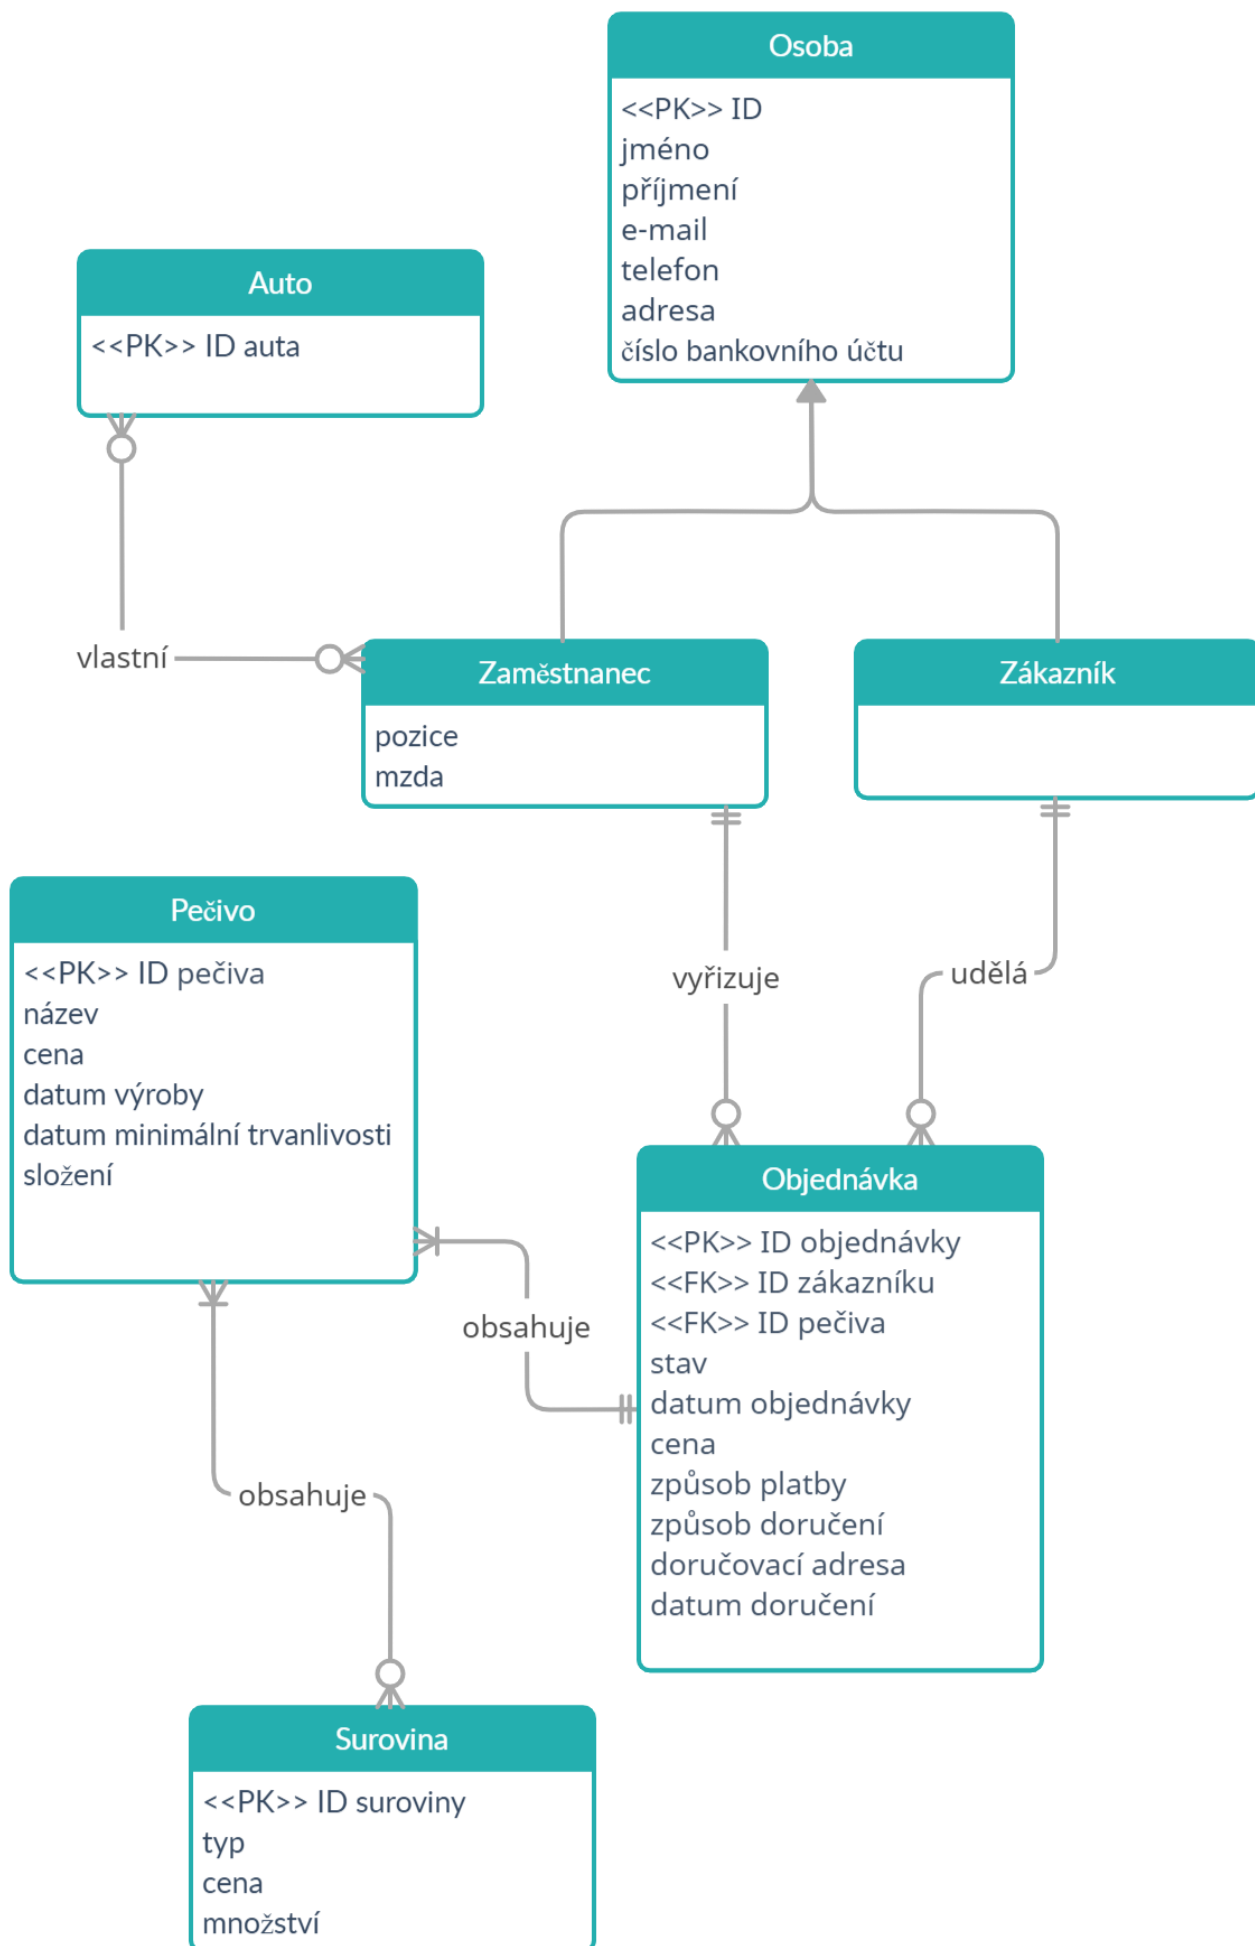 Osoba
<<PK>> ID
jméno
příjmení
e-mail
telefon
adresa
číslo bankovního účtu
Auto
<<PK>> ID auta
vlastní
Zaměstnanec
pozice
mzda
Zákazník
Pečivo
<<PK>> ID pečiva
název
cena
datum výroby
datum minimální trvanlivosti
složení
vyřizuje
udělá
obsahuje
Objednávka
<<PK>> ID objednávky
<<FK>> ID zákazníku
<<FK>> ID pečiva
stav
datum objednávky
cena
způsob platby
způsob doručení
doručovací adresa
datum doručení
obsahuje
Surovina
<<PK>> ID suroviny
typ
cena
množství